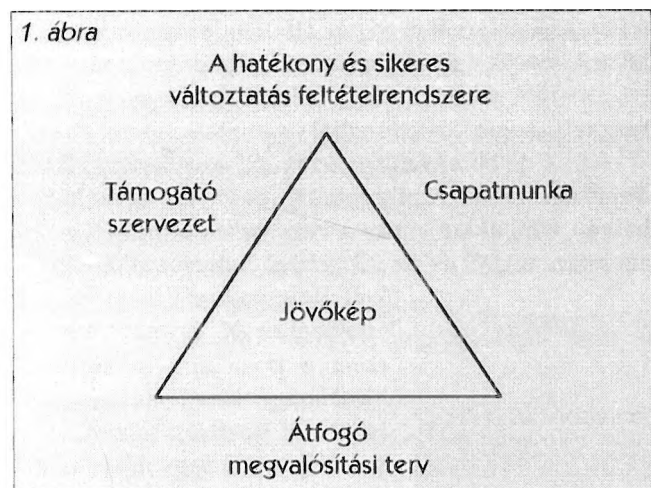 1. ábra
A hatékony és sikeres
változtatás feltételrendszere
Támogató
szervezet
Csapatmunka
Jövőkép
Átfogó
megvalósítási terv